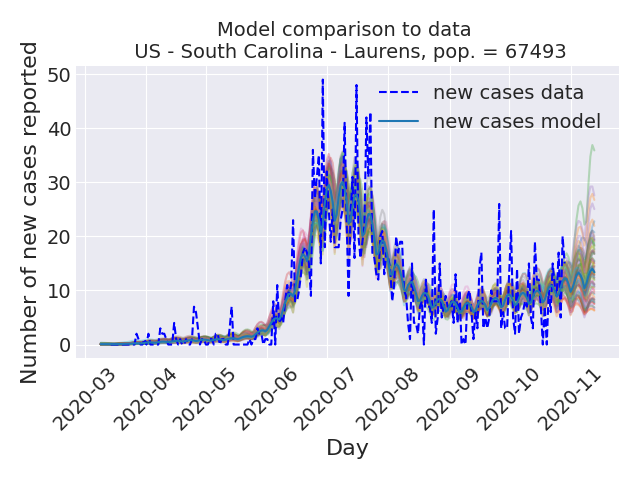 Model comparison to data
US - South Carolina - Laurens, pop. = 67493
Number of new cases reported
50
40
30
20
10
0
new cases data
new cases model
2020-03
2020-04
2020-05
2020-06
2020-07
2020-08
2020-09
2020-10
2020-11
Day